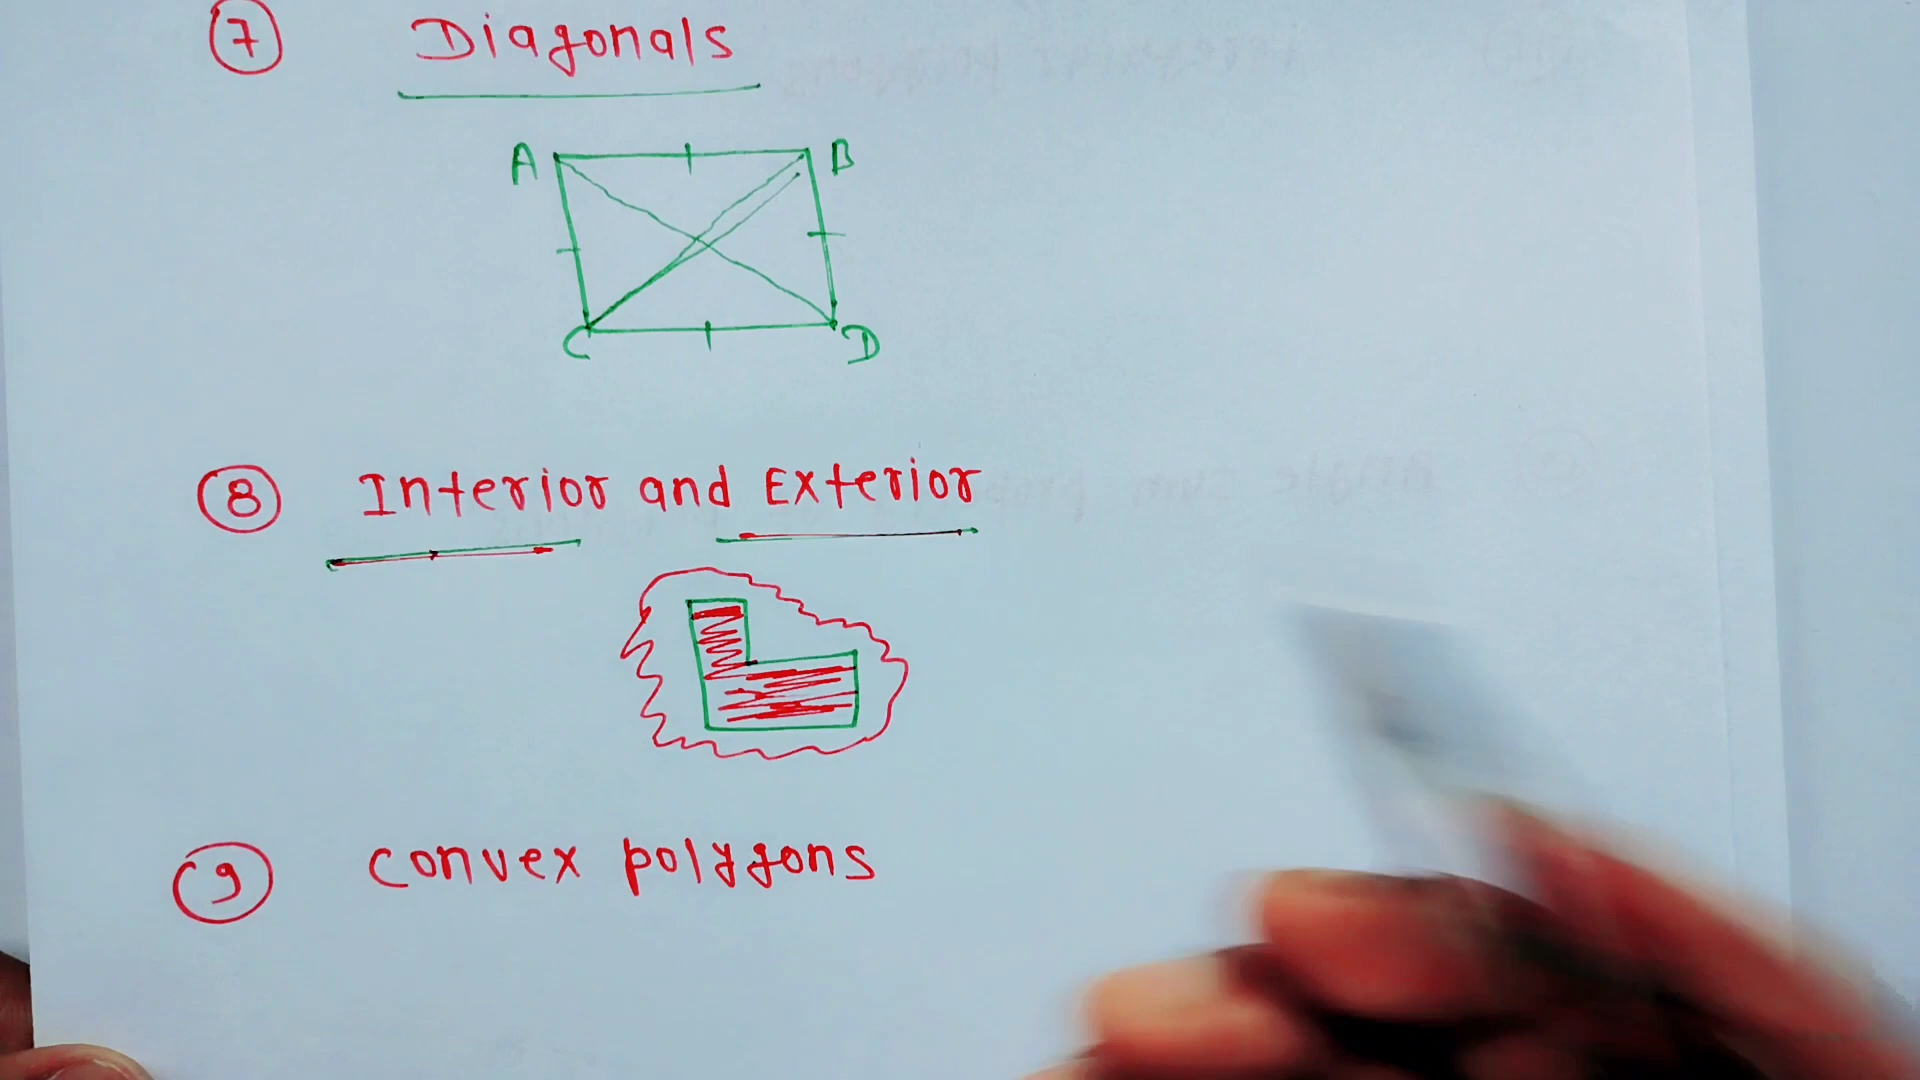 7 Diagonals
A B
C D
8 Interior and Exterior
9 Convex polygons